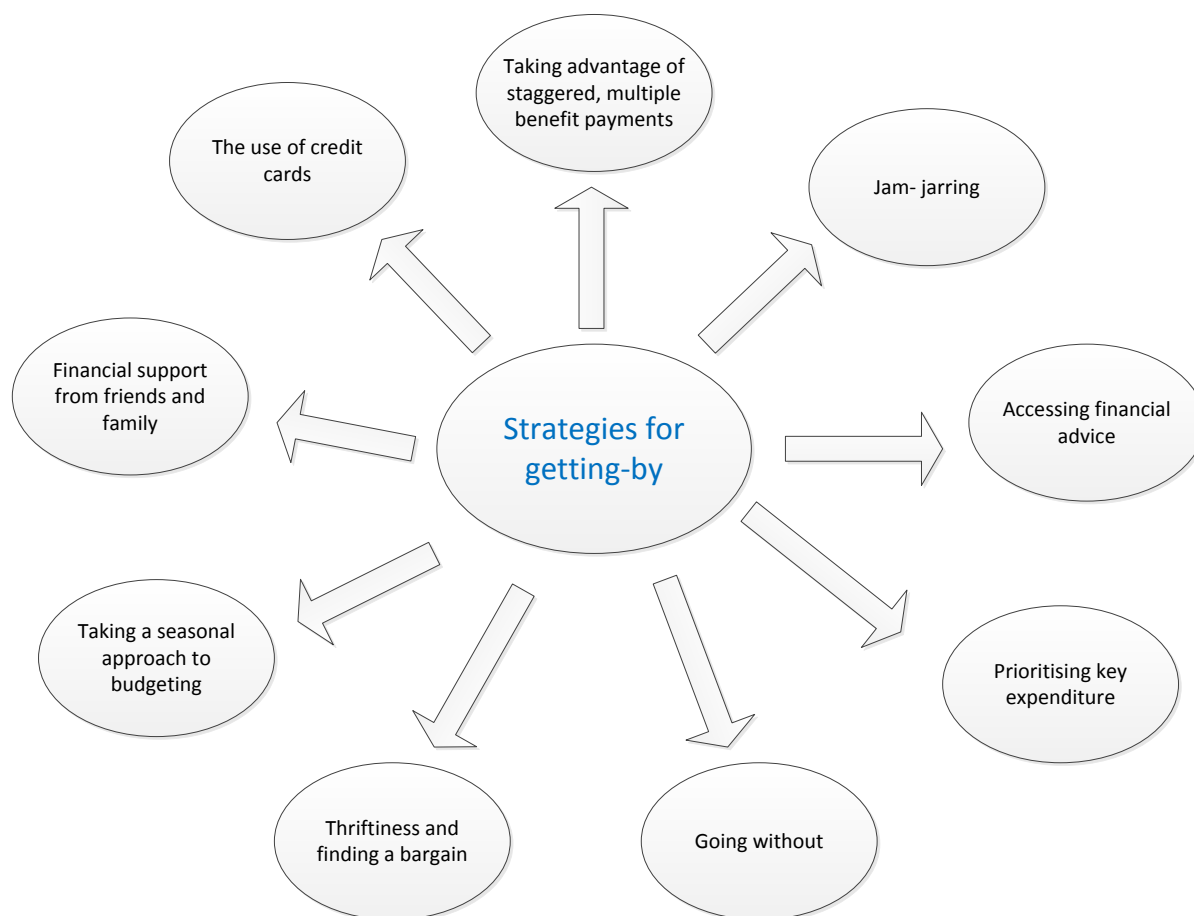 Taking advantage of
staggered, multiple
benefit payments
The use of credit
cards
Jam- jarring
Financial support
from friends and
family
Strategies for
getting-by
Accessing financial
advice
Taking a seasonal
approach to
budgeting
Prioritising key
expenditure
Thriftiness and
finding a bargain
Going without